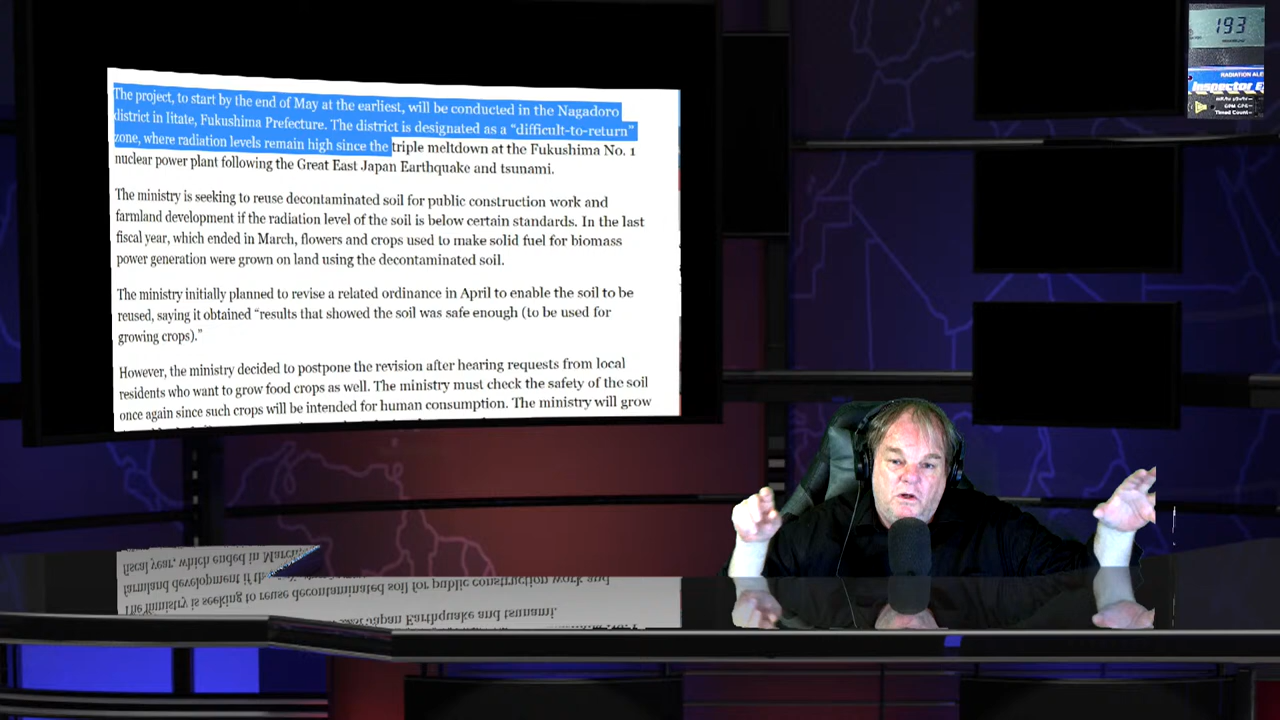 The project, to start by the end of May at the earliest, will be conducted in the Nagadoro
district in Iitate, Fukushima Prefecture. The district is designated as a “difficult-to-return”
zone, where radiation levels remain high since the triple meltdown at the Fukushima No. 1
nuclear power plant following the Great East Japan Earthquake and tsunami.
The ministry is seeking to reuse decontaminated soil for public construction work and
farmland development if the radiation level of the soil is below certain standards. In the last
fiscal year, which ended in March, flowers and crops used to make solid fuel for biomass
power generation were grown on land using the decontaminated soil.
The ministry initially planned to revise a related ordinance in April to enable the soil to be
reused, saying it obtained “results that showed the soil was safe enough (to be used for
growing crops).”
However, the ministry decided to postpone the revision after hearing requests from local
residents who want to grow food crops as well. The ministry must check the safety of the soil
once again since such crops will be intended for human consumption. The ministry will grow
193
RADIATION ALE
Inspector E